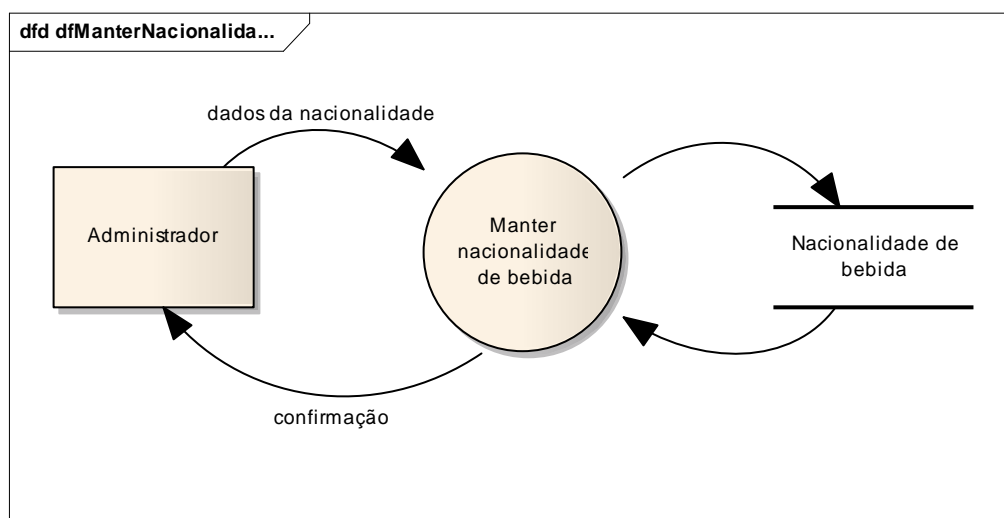 dfd dfManterNacionalida...
dados da nacionalidade
Administrador
Manter
nacionalidade
de bebida
Nacionalidade de
bebida
confirmação